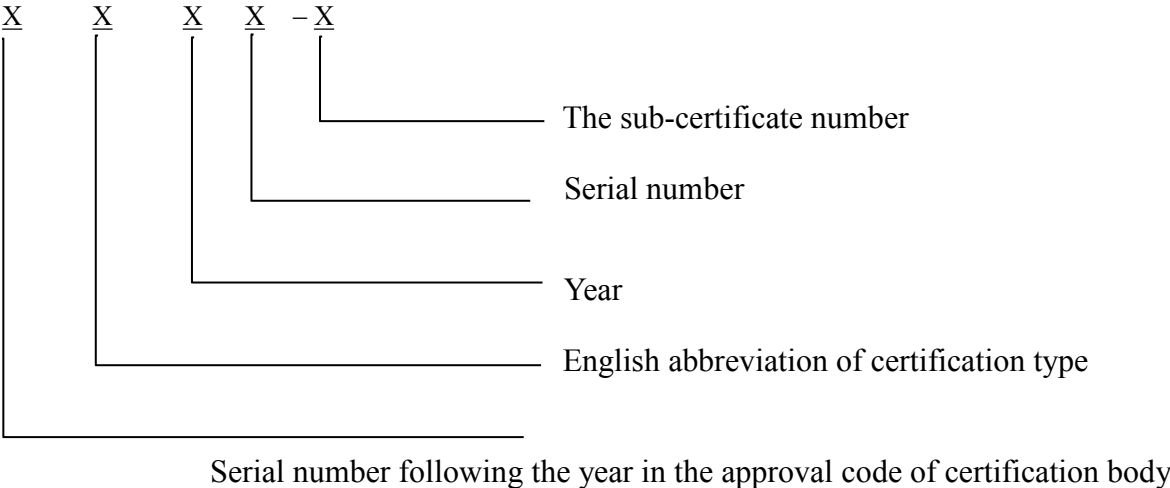 X X X X – X
The sub-certificate number
Serial number
Year
English abbreviation of certification type
Serial number following the year in the approval code of certification body